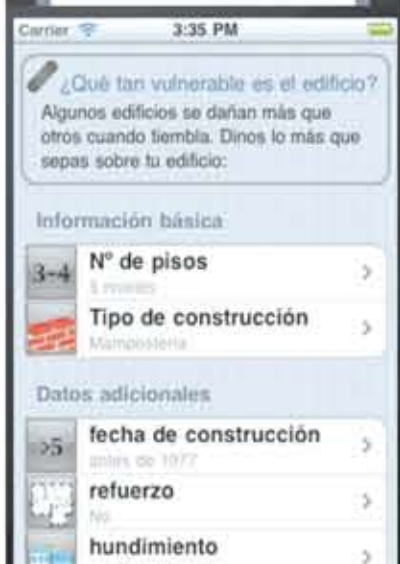 Carrier 3:35 PM
¿Qué tan vulnerable es el edificio?
Algunos edificios se dañan más que
otros cuando tiembla. Dinos lo más que
sepas sobre tu edificio:
Información básica
3-4
Nº de pisos
Tipo de construcción
Mampostería
Datos adicionales
>5
fecha de construcción
antes de 1977
refuerzo
No
hundimiento